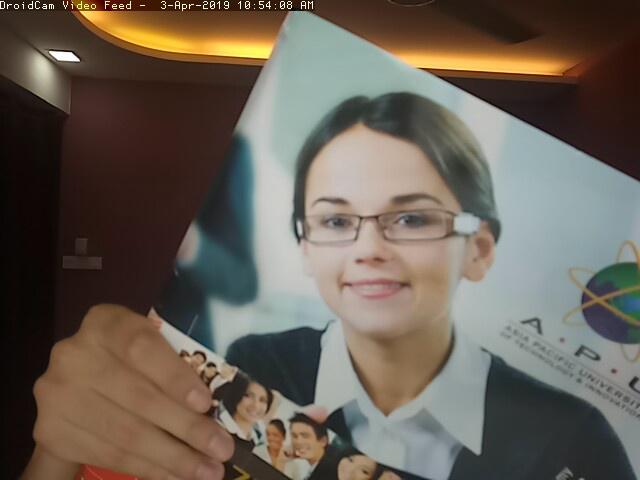 DroidCam Video Feed - 3-Apr-2019 10:54:08 AM
A · P · U
ASIA PACIFIC UNIVERSITY
OF TECHNOLOGY & INNOVATION